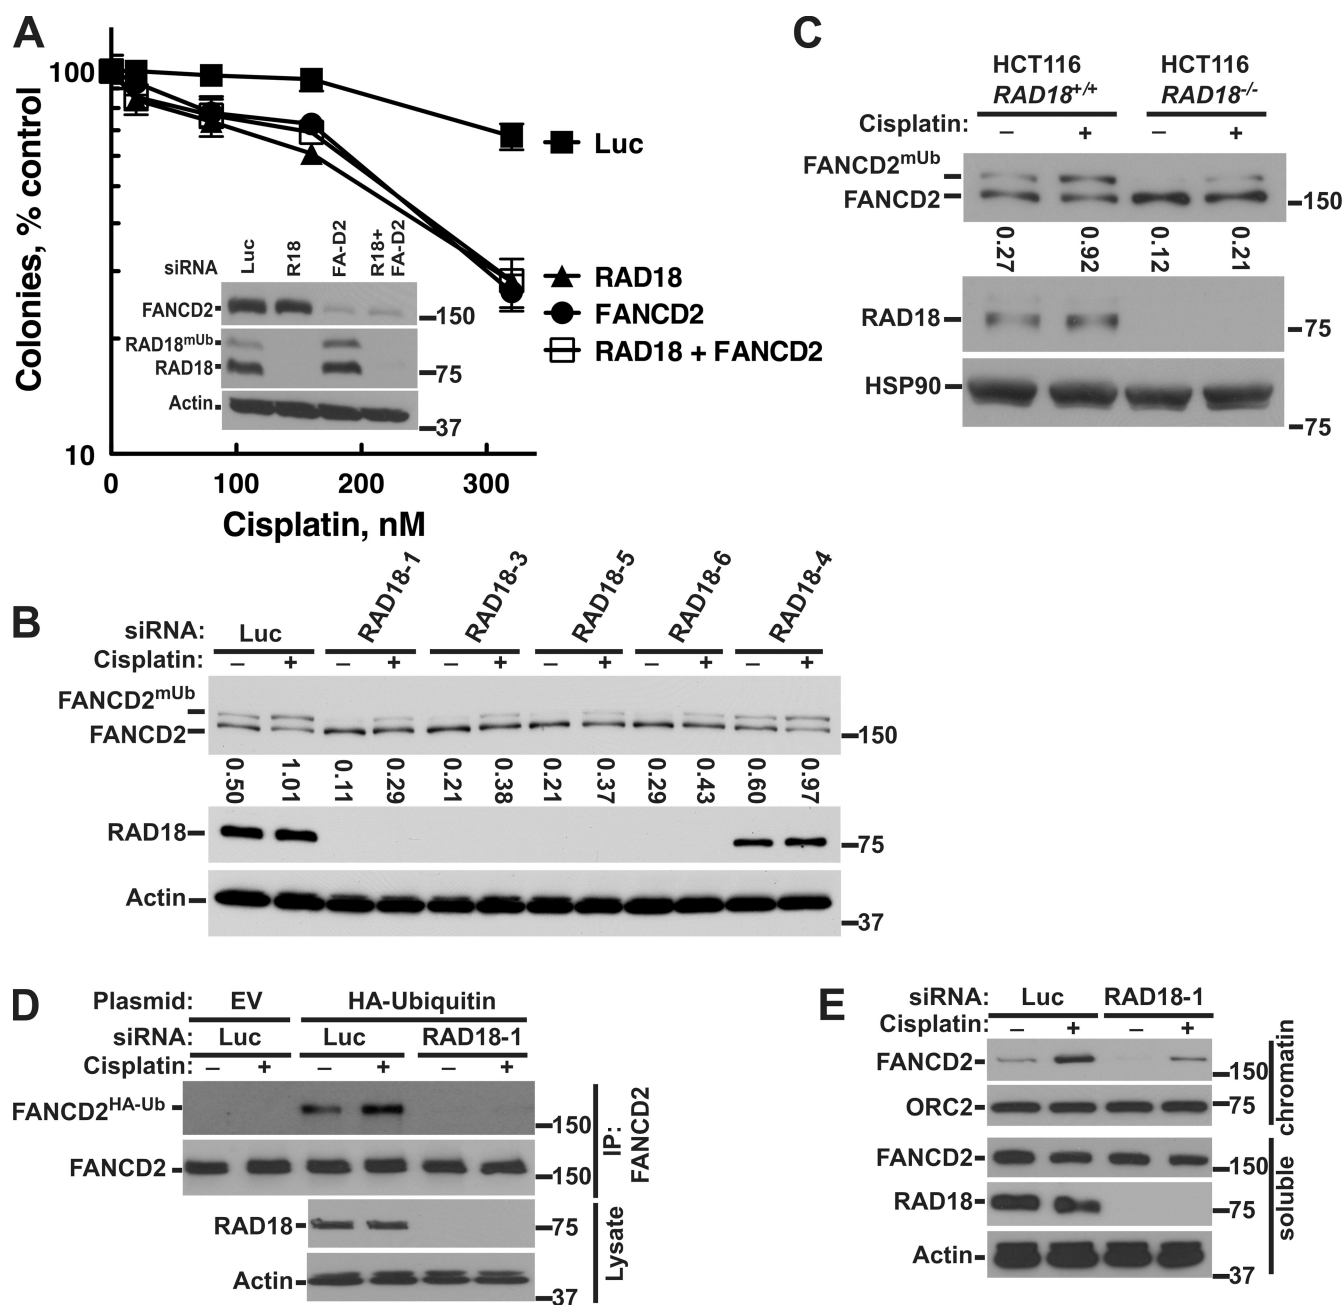 A
100
10
Colonies, % control
0 100 200 300
Cisplatin, nM
Luc
RAD18
FANCD2
RAD18 + FANCD2
siRNA Luc R18 FA-D2 R18+ FA-D2
FANCD2 150
RAD18mUb
RAD18 75
Actin 37
C
HCT116 HCT116
RAD18+/+ RAD18-/-
Cisplatin: – + – +
FANCD2mUb
FANCD2 150
0.27 0.92 0.12 0.21
RAD18 75
HSP90
75
B
siRNA: Luc RAD18-1 RAD18-3 RAD18-5 RAD18-6 RAD18-4
Cisplatin: – + – + – + – + – + – +
FANCD2mUb
FANCD2 150
0.50 1.01 0.11 0.29 0.21 0.38 0.21 0.37 0.29 0.43 0.60 0.97
RAD18 75
Actin
37
D
Plasmid: EV HA-Ubiquitin
siRNA: Luc Luc RAD18-1
Cisplatin: – + – + – +
FANCD2HA-Ub
150
FANCD2
150
IP:
FANCD2
RAD18 75
Actin
37
Lysate
E
siRNA: Luc RAD18-1
Cisplatin: – + – +
FANCD2
150
ORC2 75
chromatin
FANCD2
150
RAD18
75
Actin
37
soluble